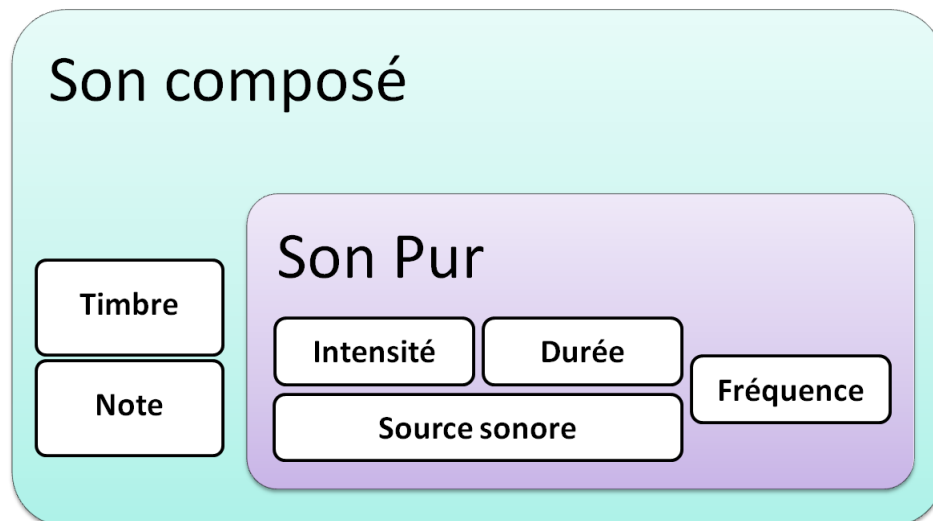 Son composé
Son Pur
Timbre
Note
Intensité
Durée
Source sonore
Fréquence